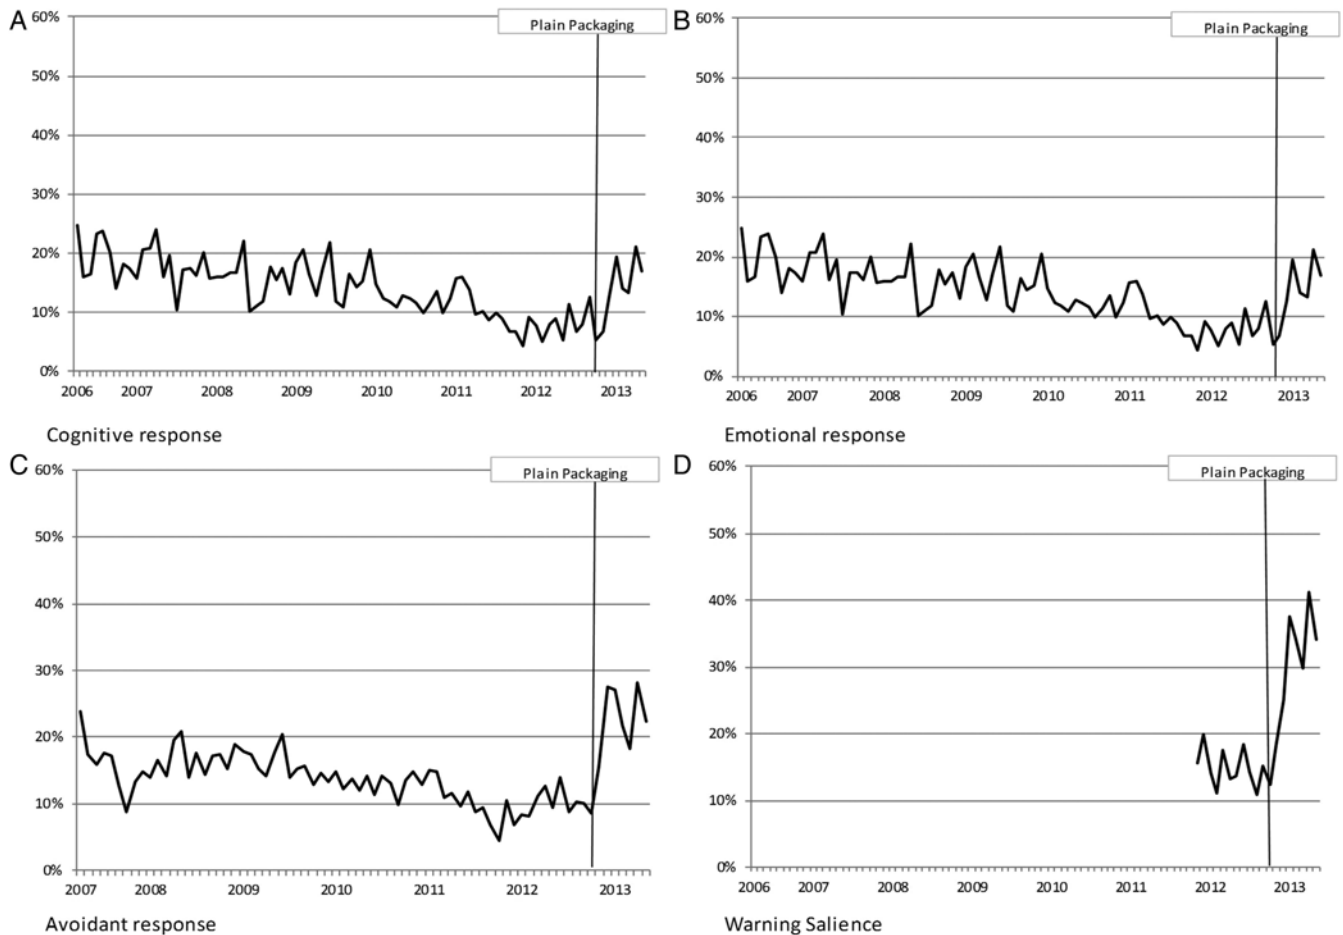 A
Plain Packaging
60%
50%
40%
30%
20%
10%
0%
2006 2007 2008 2009 2010 2011 2012 2013
Cognitive response
B
Plain Packaging
60%
50%
40%
30%
20%
10%
0%
2006 2007 2008 2009 2010 2011 2012 2013
Emotional response
C
Plain Packaging
60%
50%
40%
30%
20%
10%
0%
2007 2008 2009 2010 2011 2012 2013
Avoidant response
D
Plain Packaging
60%
50%
40%
30%
20%
10%
0%
2006 2007 2008 2009 2010 2011 2012 2013
Warning Salience